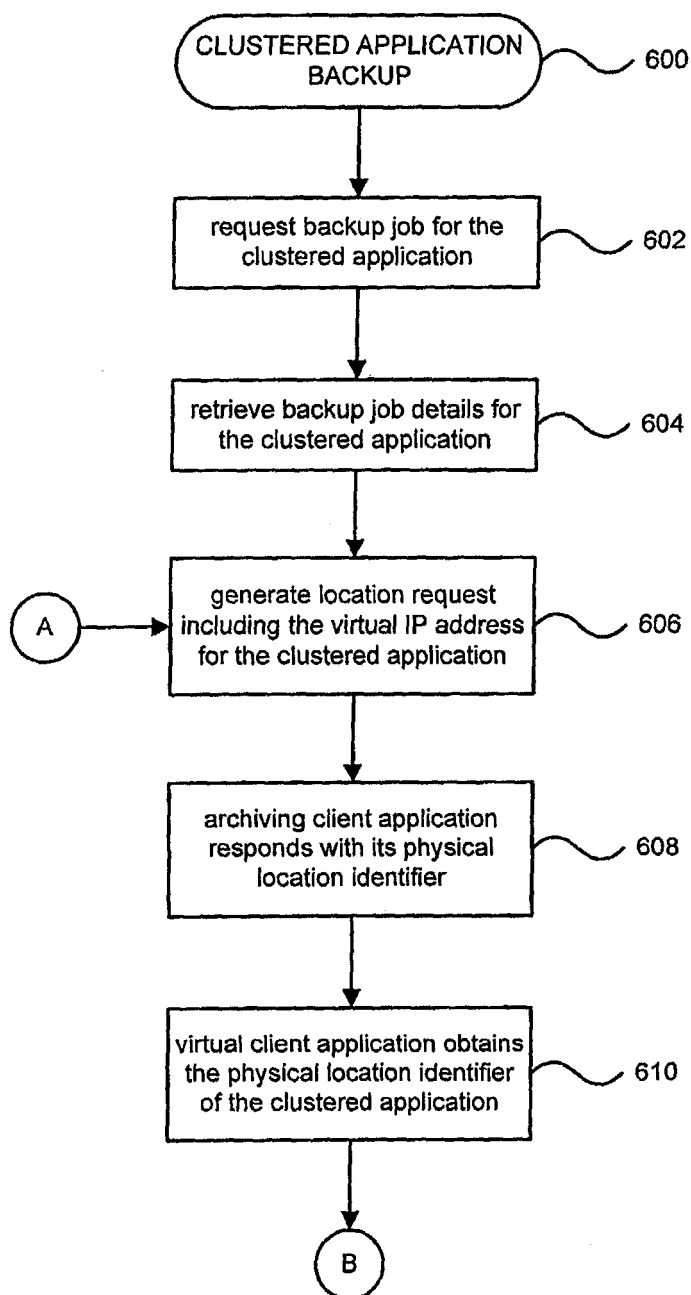 CLUSTERED APPLICATION
BACKUP
600
request backup job for the
clustered application
602
retrieve backup job details for
the clustered application
604
A
generate location request
including the virtual IP address
for the clustered application
606
archiving client application
responds with its physical
location identifier
608
virtual client application obtains
the physical location identifier
of the clustered application
610
B